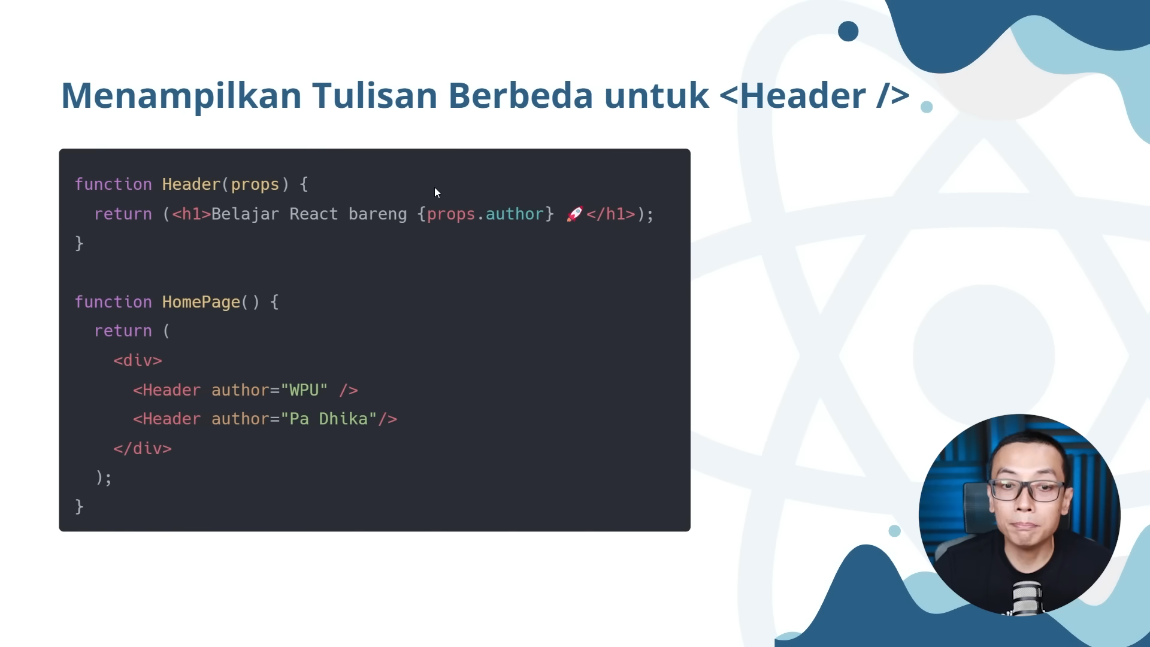 Menampilkan Tulisan Berbeda untuk <Header />
function Header(props) {
  return (<h1>Belajar React bareng {props.author} 🚀</h1>);
}
function HomePage() {
  return (
    <div>
      <Header author="WPU" />
      <Header author="Pa Dhika"/>
    </div>
  );
}